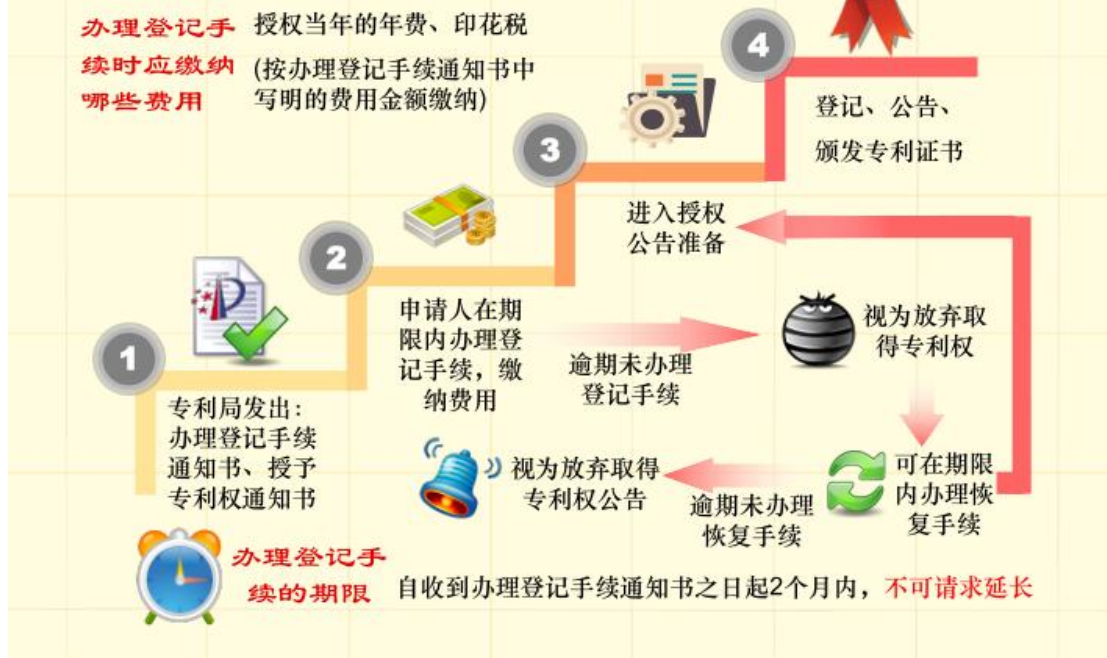 办理登记手
续时应缴纳
哪些费用
授权当年的年费、印花税
(按办理登记手续通知书中
写明的费用金额缴纳)
4
登记、公告、
颁发专利证书
3
进入授权
公告准备
2
申请人在期
限内办理登
记手续，缴
纳费用
逾期未办理
登记手续
视为放弃取
得专利权
1
专利局发出：
办理登记手续
通知书、授予
专利权通知书
视为放弃取得
专利权公告
逾期未办理
恢复手续
可在期限
内办理恢
复手续
办理登记手
续的期限
自收到办理登记手续通知书之日起2个月内，不可请求延长